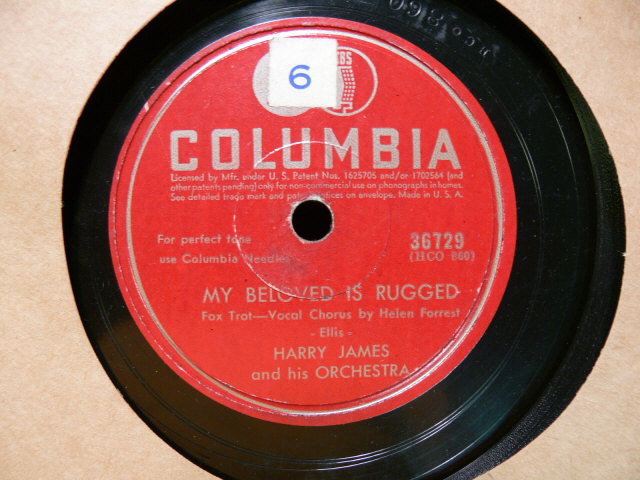 6
CBS
COLUMBIA
Licensed by Mfr. under U. S. Patent Nos. 1625705 and/or 1702564 (and
other patents pending) only for non-commercial use on phonographs in homes.
See detailed trade mark and patent notices on envelope. Made in U. S. A.
For perfect tone
use Columbia Needles
36729
(HCO 860)
MY BELOVED IS RUGGED
Fox Trot—Vocal Chorus by Helen Forrest
- Ellis -
HARRY JAMES
and his ORCHESTRA